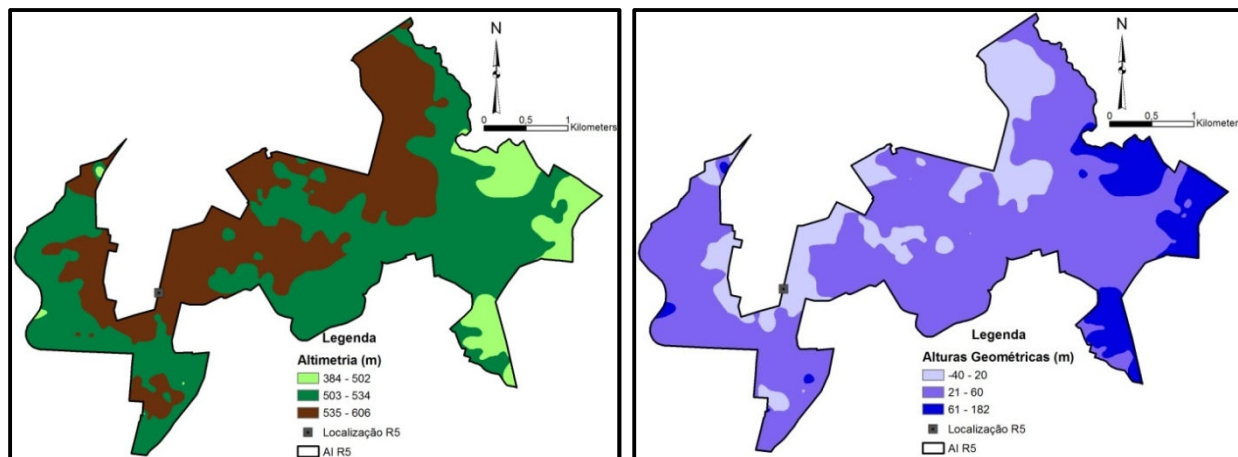 N
0 0,5 1
Kilometers
Legenda
Altimetria (m)
384 - 502
503 - 534
535 - 606
Localização R5
AI R5
N
0 0,5 1
Kilometers
Legenda
Alturas Geométricas (m)
-40 - 20
21 - 60
61 - 182
Localização R5
AI R5